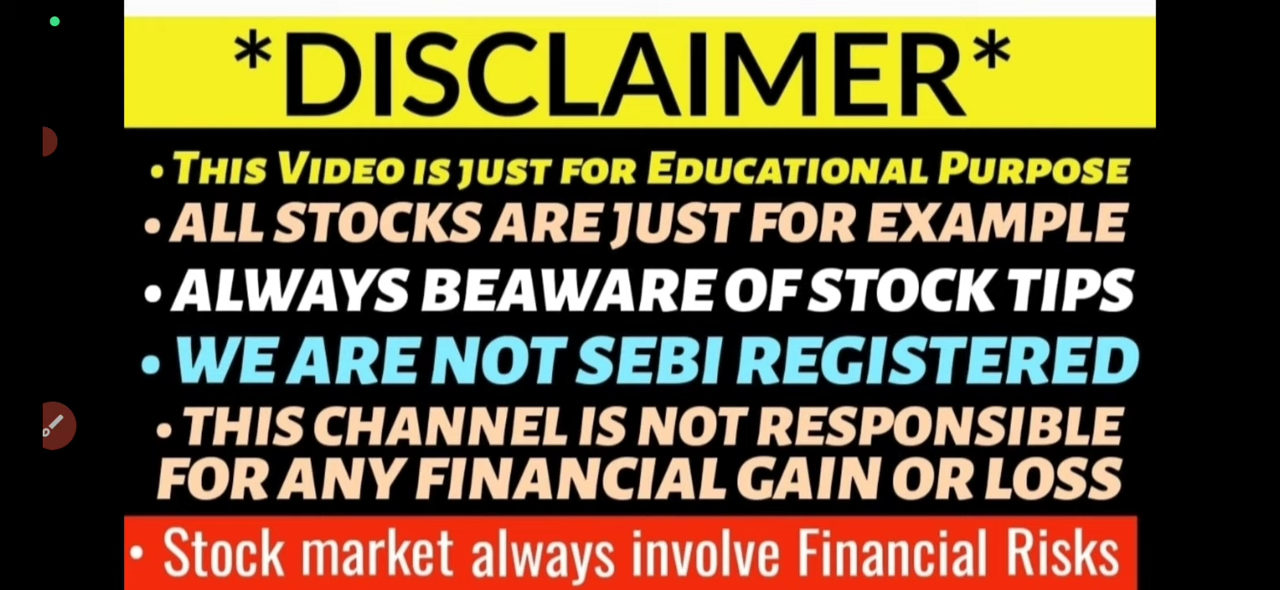 *DISCLAIMER*
• THIS VIDEO IS JUST FOR EDUCATIONAL PURPOSE
• ALL STOCKS ARE JUST FOR EXAMPLE
• ALWAYS BEAWARE OF STOCK TIPS
• WE ARE NOT SEBI REGISTERED
• THIS CHANNEL IS NOT RESPONSIBLE
FOR ANY FINANCIAL GAIN OR LOSS
• Stock market always involve Financial Risks